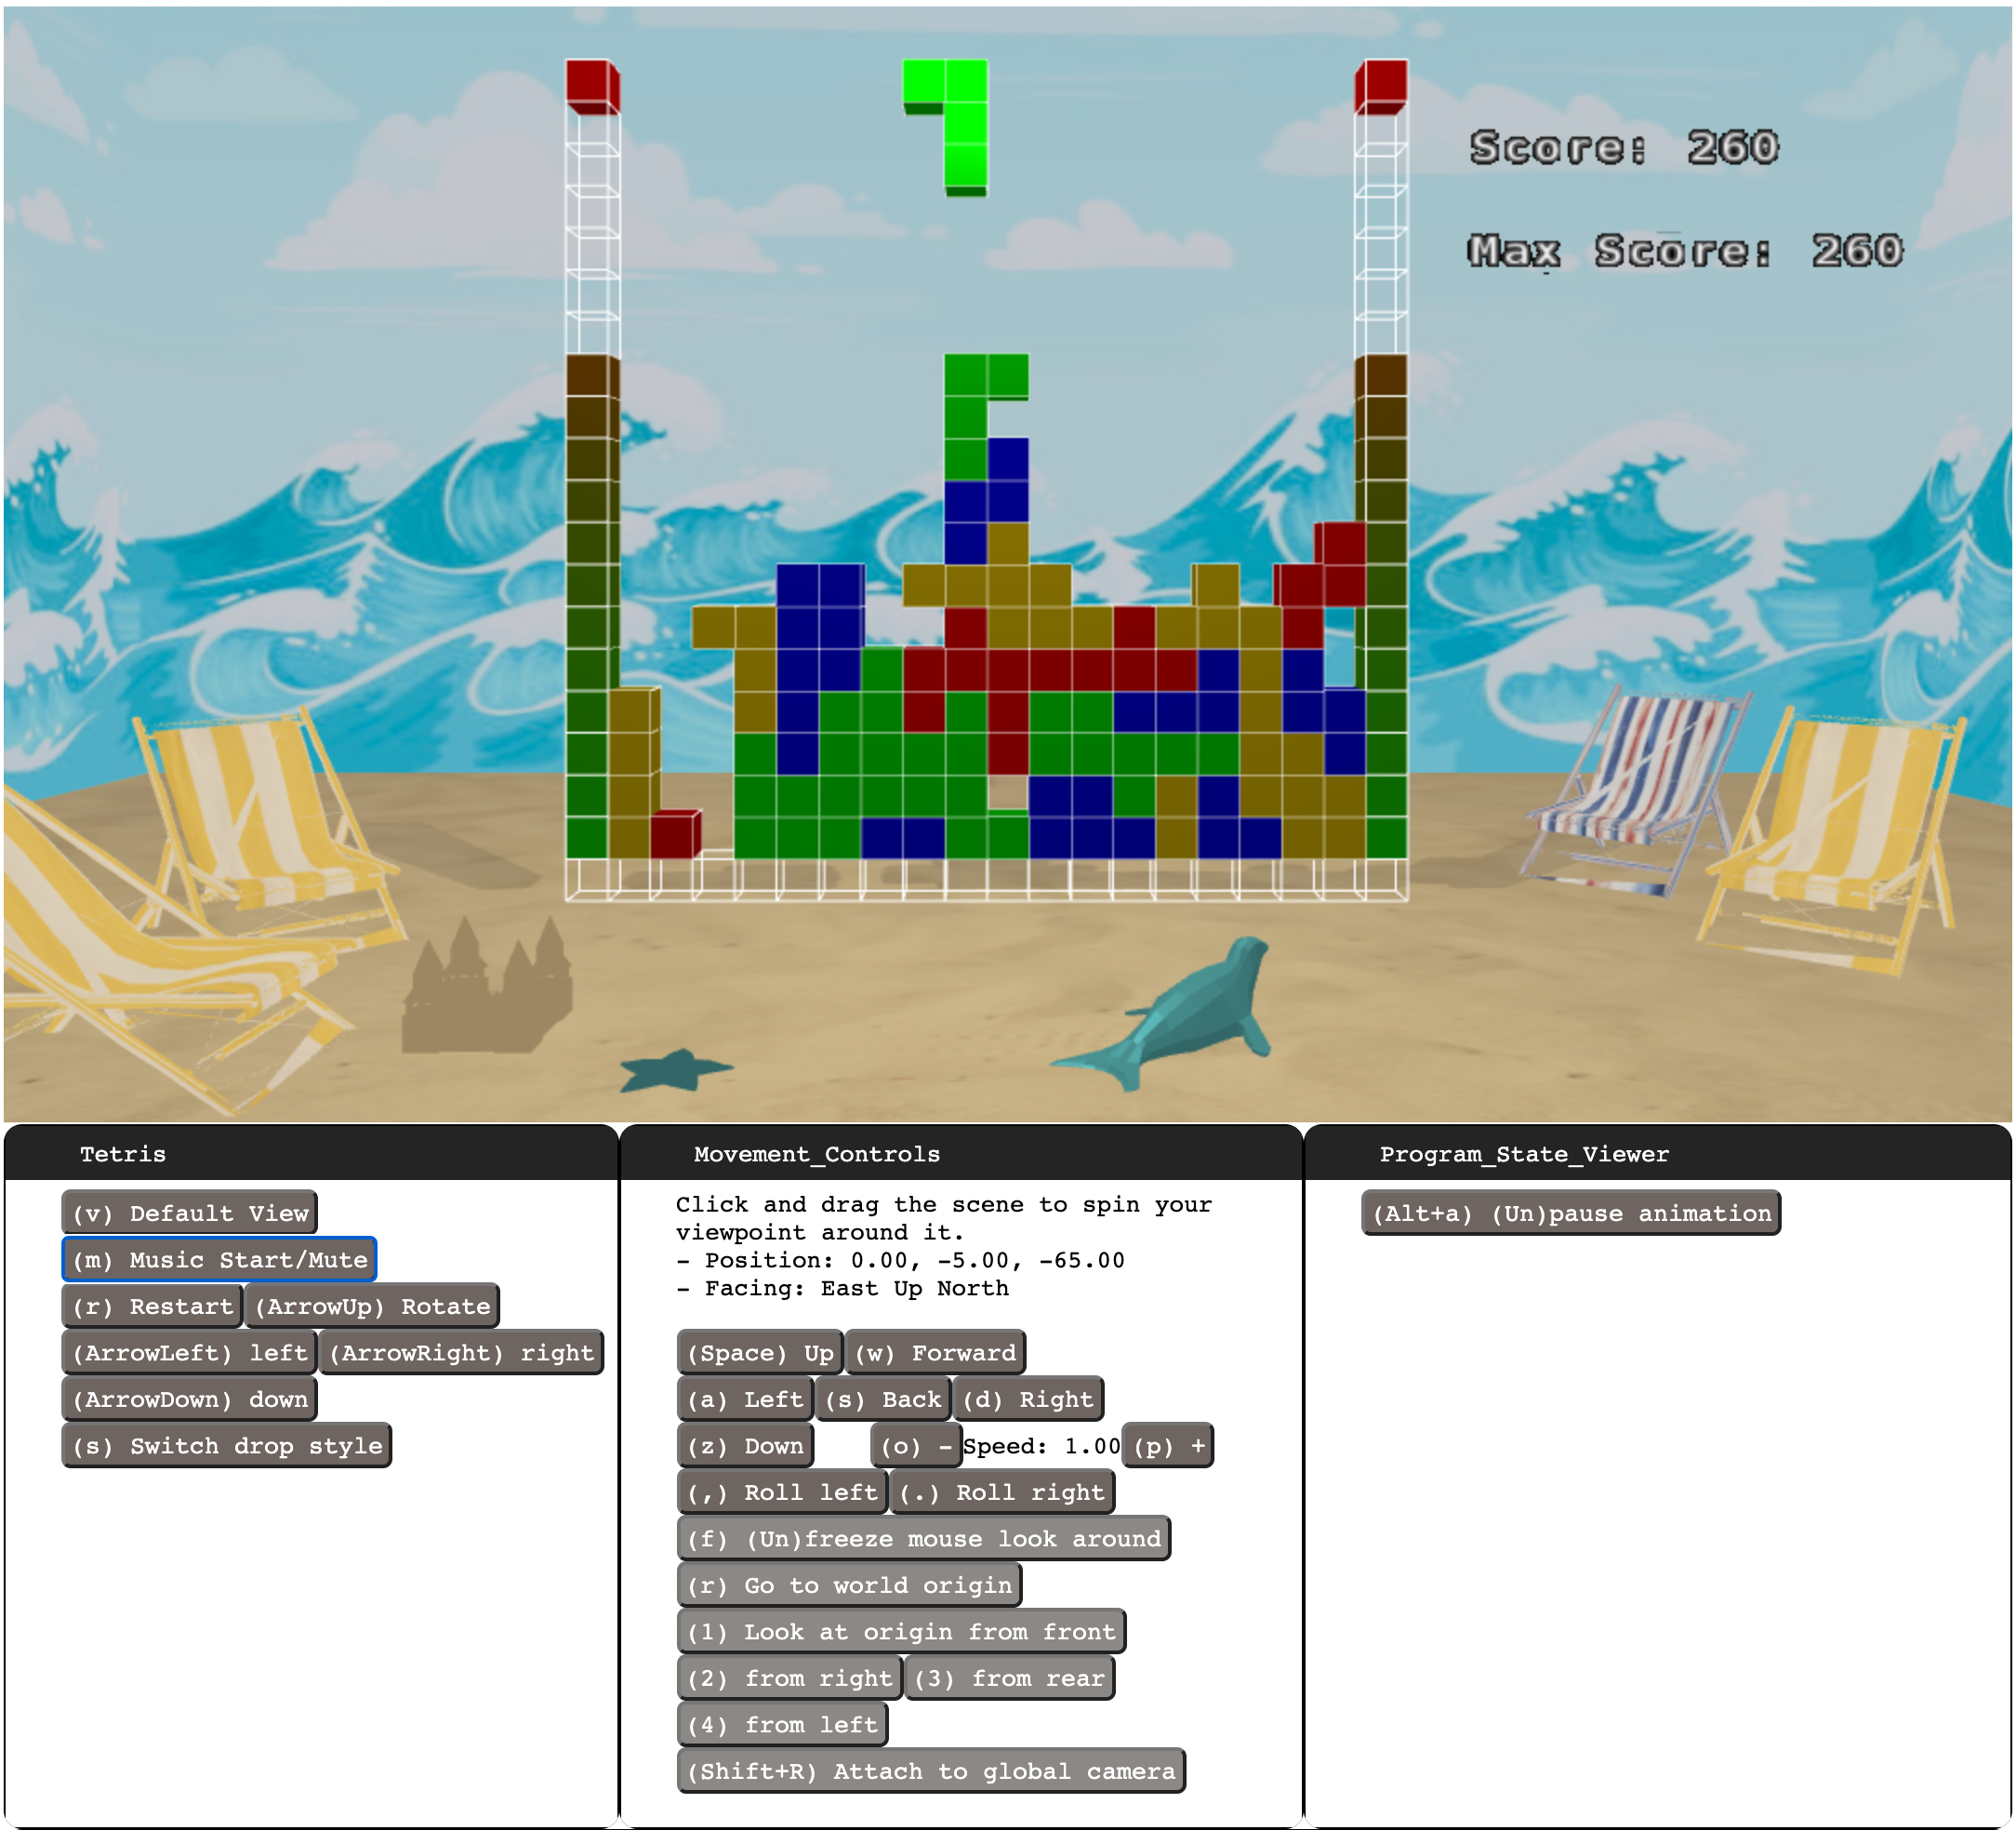 Score: 260
Max Score: 260
Tetris
(v) Default View
(m) Music Start/Mute
(r) Restart (ArrowUp) Rotate
(ArrowLeft) left (ArrowRight) right
(ArrowDown) down
(s) Switch drop style
Movement_Controls
Click and drag the scene to spin your
viewpoint around it.
- Position: 0.00, -5.00, -65.00
- Facing: East Up North
(Space) Up (w) Forward
(a) Left (s) Back (d) Right
(z) Down (o) - Speed: 1.00 (p) +
(,) Roll left (.) Roll right
(f) (Un)freeze mouse look around
(r) Go to world origin
(1) Look at origin from front
(2) from right (3) from rear
(4) from left
(Shift+R) Attach to global camera
Program_State_Viewer
(Alt+a) (Un)pause animation